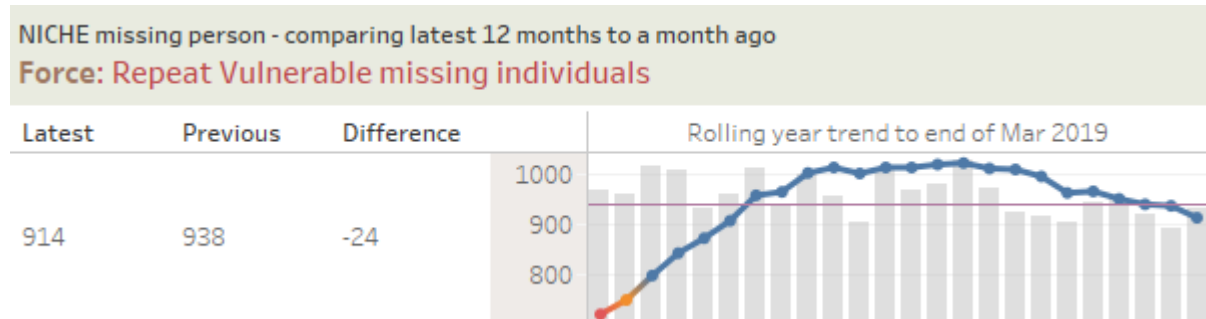 NICHE missing person - comparing latest 12 months to a month ago
Force: Repeat Vulnerable missing individuals
Latest Previous Difference Rolling year trend to end of Mar 2019
1000
900
914 938 -24
800